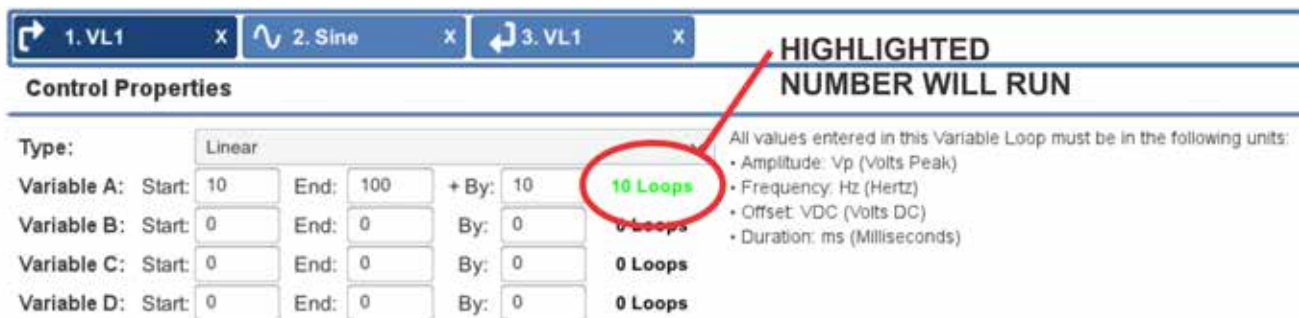 1. VL1 x 2. Sine x 3. VL1 x
HIGHLIGHTED
NUMBER WILL RUN
Control Properties
Type: Linear
Variable A: Start: 10 End: 100 + By: 10 10 Loops
Variable B: Start: 0 End: 0 By: 0 0 Loops
Variable C: Start: 0 End: 0 By: 0 0 Loops
Variable D: Start: 0 End: 0 By: 0 0 Loops
All values entered in this Variable Loop must be in the following units:
• Amplitude: Vp (Volts Peak)
• Frequency: Hz (Hertz)
• Offset: VDC (Volts DC)
• Duration: ms (Milliseconds)